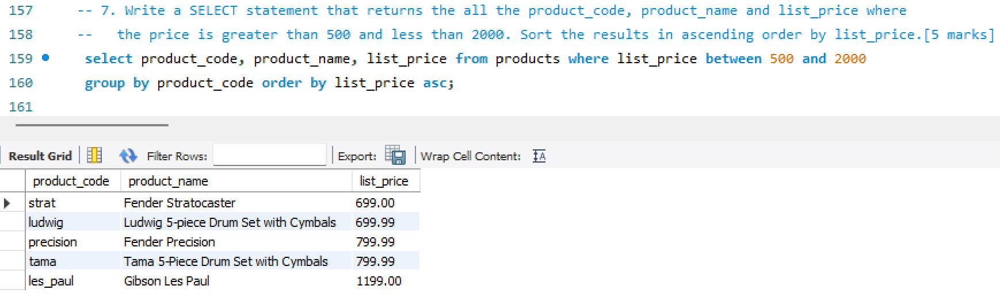 157 -- 7. Write a SELECT statement that returns the all the product_code, product_name and list_price where
158 -- the price is greater than 500 and less than 2000. Sort the results in ascending order by list_price.[5 marks]
159 select product_code, product_name, list_price from products where list_price between 500 and 2000
160 group by product_code order by list_price asc;
161
Result Grid Filter Rows: Export: Wrap Cell Content: IA
product_code product_name list_price
strat Fender Stratocaster 699.00
ludwig Ludwig 5-piece Drum Set with Cymbals 699.99
precision Fender Precision 799.99
tama Tama 5-Piece Drum Set with Cymbals 799.99
les_paul Gibson Les Paul 1199.00